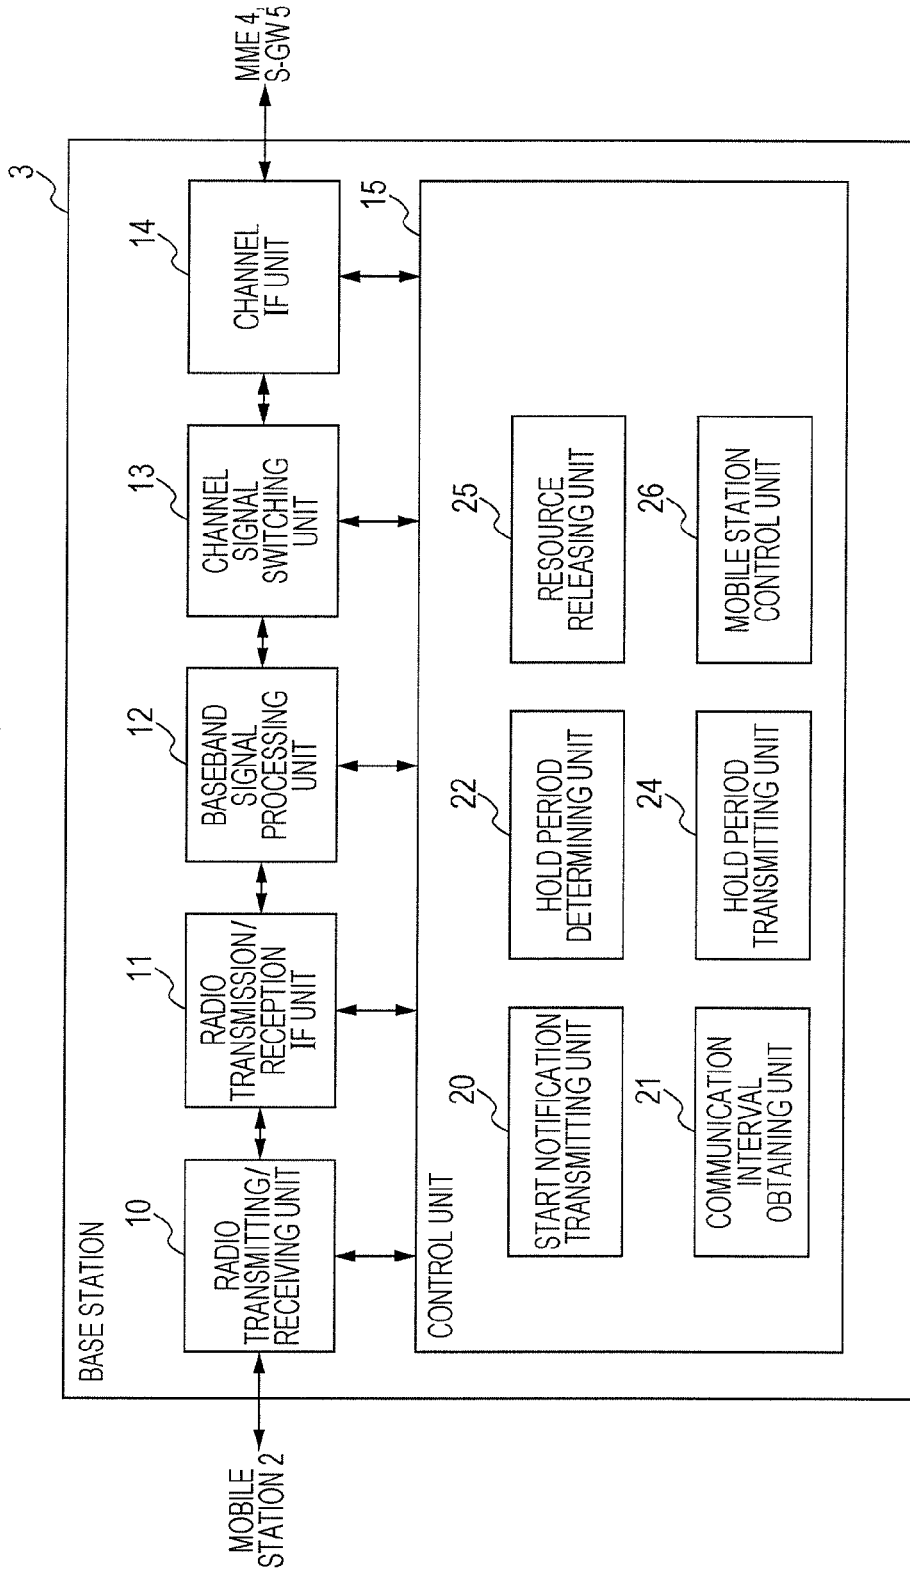 BASE STATION
3
MOBILE
STATION 2
10
RADIO
TRANSMITTING/
RECEIVING UNIT
11
RADIO
TRANSMISSION/
RECEPTION
IF UNIT
12
BASEBAND
SIGNAL
PROCESSING
UNIT
13
CHANNEL
SIGNAL
SWITCHING
UNIT
14
CHANNEL
IF UNIT
MME 4,
S-GW 5
CONTROL UNIT
15
20
START NOTIFICATION
TRANSMITTING UNIT
22
HOLD PERIOD
DETERMINING UNIT
25
RESOURCE
RELEASING UNIT
21
COMMUNICATION
INTERVAL
OBTAINING UNIT
24
HOLD PERIOD
TRANSMITTING UNIT
26
MOBILE STATION
CONTROL UNIT